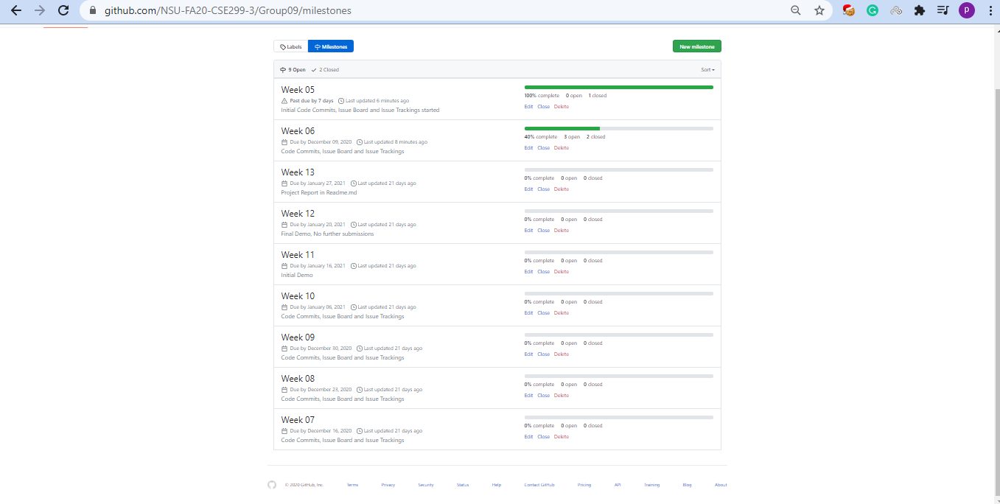 github.com/NSU-FA20-CSE299-3/Group09/milestones
P
Labels Milestones New milestone
9 Open 2 Closed Sort
Week 05
100% complete 0 open 1 closed
Past due by 7 days Last updated 6 minutes ago
Edit Close Delete
Initial Code Commits, Issue Board and Issue Trackings started
Week 06
40% complete 3 open 2 closed
Due by December 09, 2020 Last updated 8 minutes ago
Edit Close Delete
Code Commits, Issue Board and Issue Trackings
Week 13
0% complete 0 open 0 closed
Due by January 27, 2021 Last updated 21 days ago
Edit Close Delete
Project Report in Readme.md
Week 12
0% complete 0 open 0 closed
Due by January 20, 2021 Last updated 21 days ago
Edit Close Delete
Final Demo, No further submissions
Week 11
0% complete 0 open 0 closed
Due by January 16, 2021 Last updated 21 days ago
Edit Close Delete
Initial Demo
Week 10
0% complete 0 open 0 closed
Due by January 06, 2021 Last updated 21 days ago
Edit Close Delete
Code Commits, Issue Board and Issue Trackings
Week 09
0% complete 0 open 0 closed
Due by December 30, 2020 Last updated 21 days ago
Edit Close Delete
Code Commits, Issue Board and Issue Trackings
Week 08
0% complete 0 open 0 closed
Due by December 23, 2020 Last updated 21 days ago
Edit Close Delete
Code Commits, Issue Board and Issue Trackings
Week 07
0% complete 0 open 0 closed
Due by December 16, 2020 Last updated 21 days ago
Edit Close Delete
Code Commits, Issue Board and Issue Trackings
© 2020 GitHub, Inc. Terms Privacy Security Status Help Contact GitHub Pricing API Training Blog About